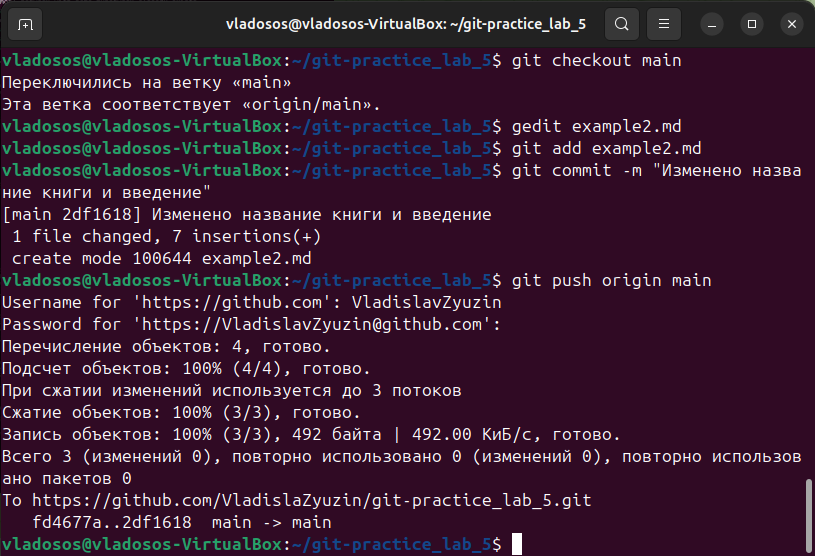 vladosos@vladosos-VirtualBox: ~/git-practice_lab_5
vladosos@vladosos-VirtualBox:~/git-practice_lab_5$ git checkout main
Переключились на ветку «main»
Эта ветка соответствует «origin/main».
vladosos@vladosos-VirtualBox:~/git-practice_lab_5$ gedit example2.md
vladosos@vladosos-VirtualBox:~/git-practice_lab_5$ git add example2.md
vladosos@vladosos-VirtualBox:~/git-practice_lab_5$ git commit -m "Изменено назва
ние книги и введение"
[main 2df1618] Изменено название книги и введение
 1 file changed, 7 insertions(+)
 create mode 100644 example2.md
vladosos@vladosos-VirtualBox:~/git-practice_lab_5$ git push origin main
Username for 'https://github.com': VladislavZyuzin
Password for 'https://VladislavZyuzin@github.com':
Перечисление объектов: 4, готово.
Подсчет объектов: 100% (4/4), готово.
При сжатии изменений используется до 3 потоков
Сжатие объектов: 100% (3/3), готово.
Запись объектов: 100% (3/3), 492 байта | 492.00 КиБ/с, готово.
Всего 3 (изменений 0), повторно использовано 0 (изменений 0), повторно использов
ано пакетов 0
To https://github.com/VladislaZyuzin/git-practice_lab_5.git
   fd4677a..2df1618  main -> main
vladosos@vladosos-VirtualBox:~/git-practice_lab_5$